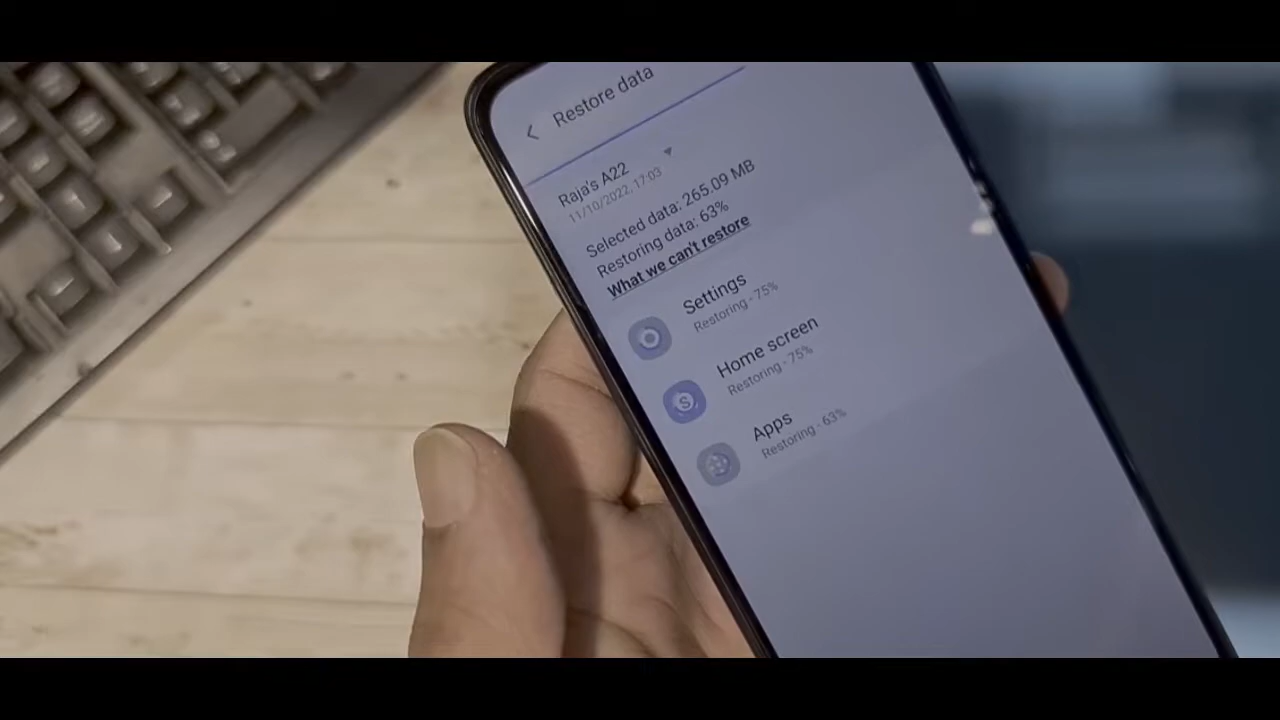 Restore data
Raja's A22
11/10/2022, 17:03
Selected data: 265.09 MB
Restoring data: 63%
What we can't restore
Settings
Restoring - 75%
Home screen
Restoring - 75%
Apps
Restoring - 63%